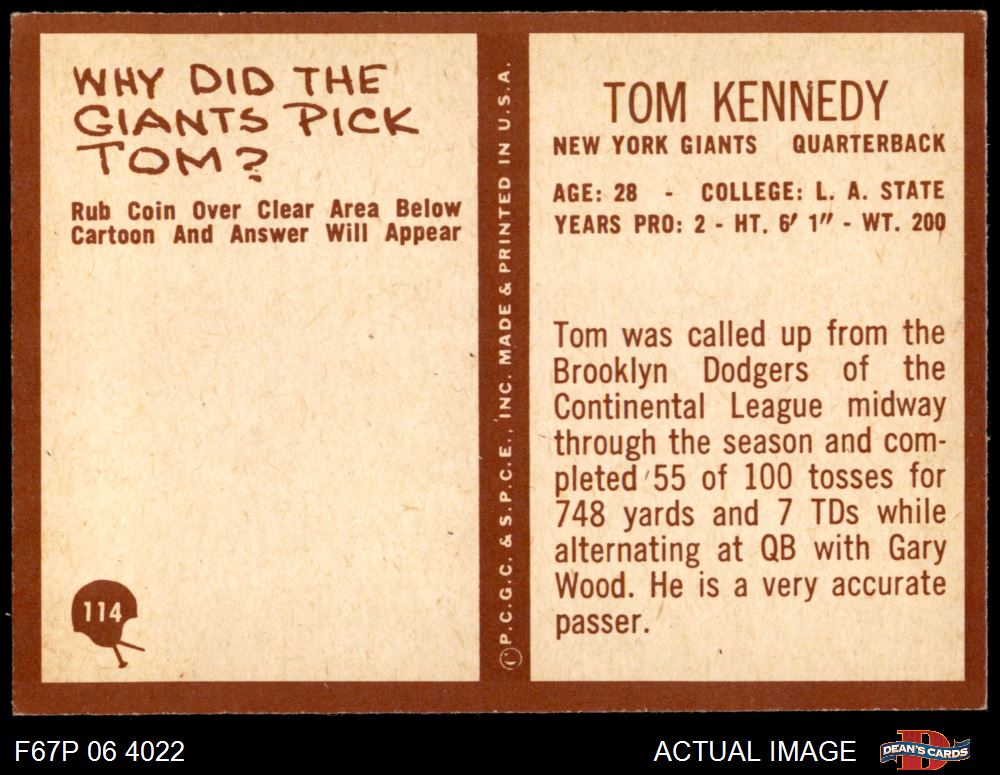 WHY DID THE
GIANTS PICK
TOM?
Rub Coin Over Clear Area Below
Cartoon And Answer Will Appear
114
© P.C.G.C. & S.P.C.E., INC. MADE & PRINTED IN U.S.A.
TOM KENNEDY
NEW YORK GIANTS QUARTERBACK
AGE: 28 - COLLEGE: L. A. STATE
YEARS PRO: 2 - HT. 6' 1" - WT. 200
Tom was called up from the
Brooklyn Dodgers of the
Continental League midway
through the season and com-
pleted 55 of 100 tosses for
748 yards and 7 TDs while
alternating at QB with Gary
Wood. He is a very accurate
passer.
F67P 06 4022
ACTUAL IMAGE
D
DEAN'S CARDS